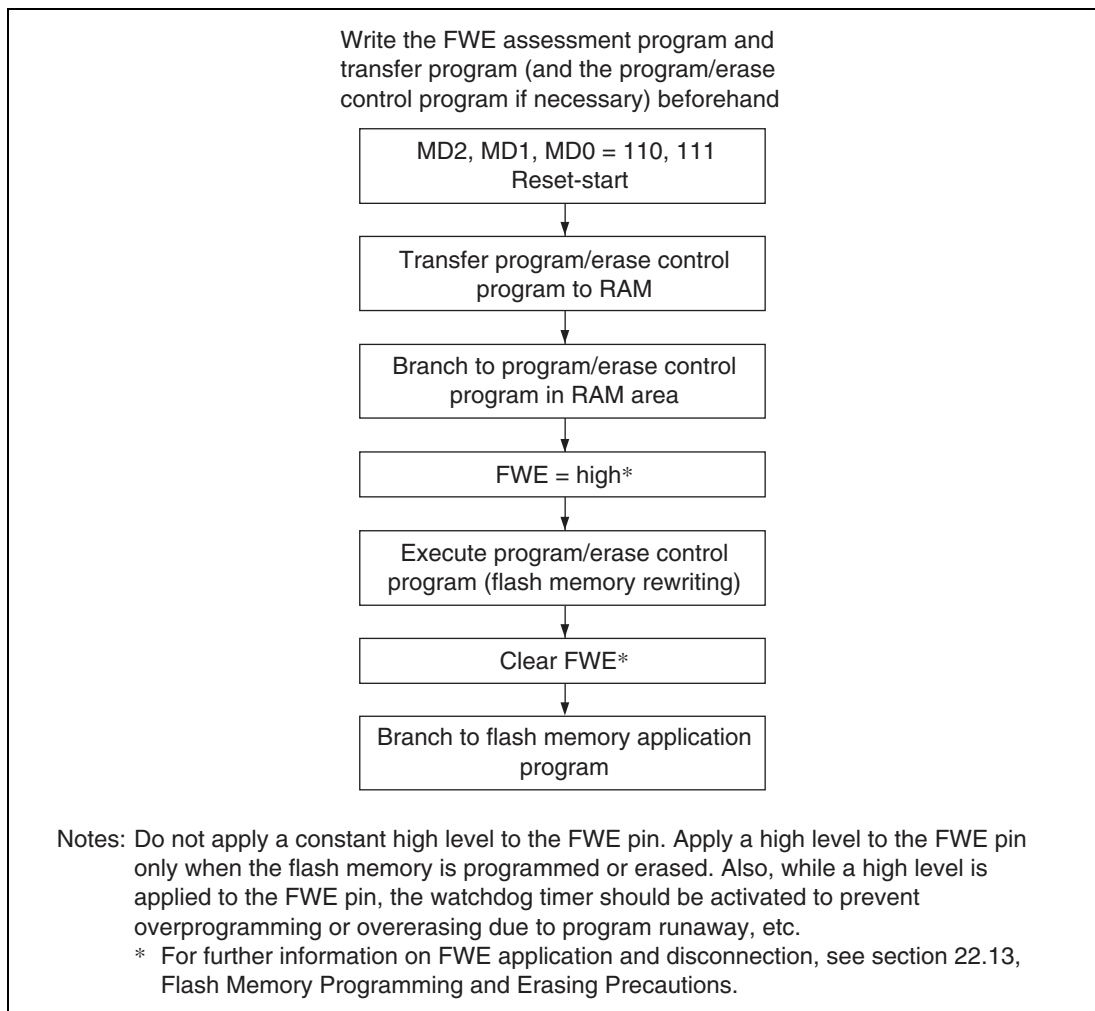 Write the FWE assessment program and
transfer program (and the program/erase
control program if necessary) beforehand
MD2, MD1, MD0 = 110, 111
Reset-start
Transfer program/erase control
program to RAM
Branch to program/erase control
program in RAM area
FWE = high*
Execute program/erase control
program (flash memory rewriting)
Clear FWE*
Branch to flash memory application
program
Notes: Do not apply a constant high level to the FWE pin. Apply a high level to the FWE pin
only when the flash memory is programmed or erased. Also, while a high level is
applied to the FWE pin, the watchdog timer should be activated to prevent
overprogramming or overerasing due to program runaway, etc.
* For further information on FWE application and disconnection, see section 22.13,
Flash Memory Programming and Erasing Precautions.